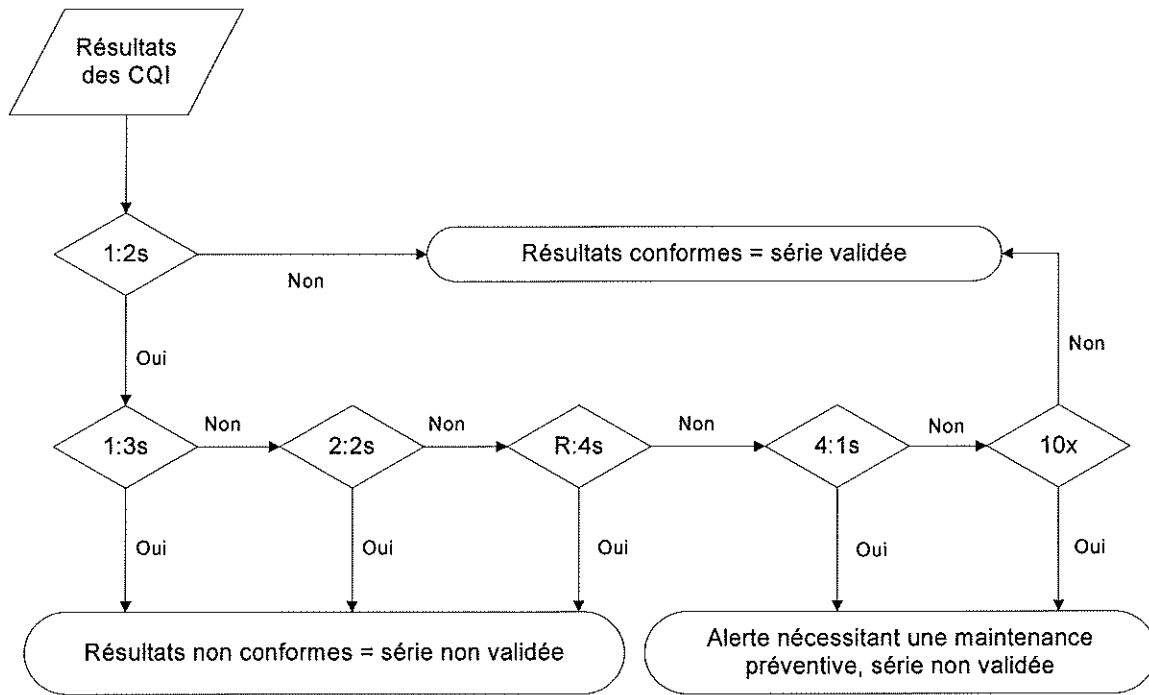 Résultats
des CQI
1:2s
Non
Résultats conformes = série validée
Oui
Non
1:3s
Non
2:2s
Non
R:4s
Non
4:1s
Non
10x
Oui
Oui
Oui
Oui
Oui
Résultats non conformes = série non validée
Alerte nécessitant une maintenance
préventive, série non validée